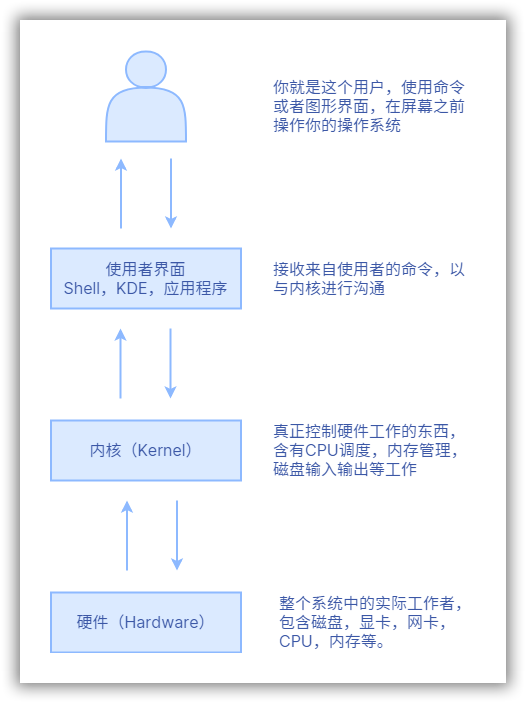 你就是这个用户，使用命令
或者图形界面，在屏幕之前
操作你的操作系统
使用者界面
Shell，KDE，应用程序
接收来自使用者的命令，以
与内核进行沟通
内核（Kernel）
真正控制硬件工作的东西，
含有CPU调度，内存管理，
磁盘输入输出等工作
硬件（Hardware）
整个系统中的实际工作者，
包含磁盘，显卡，网卡，
CPU，内存等。